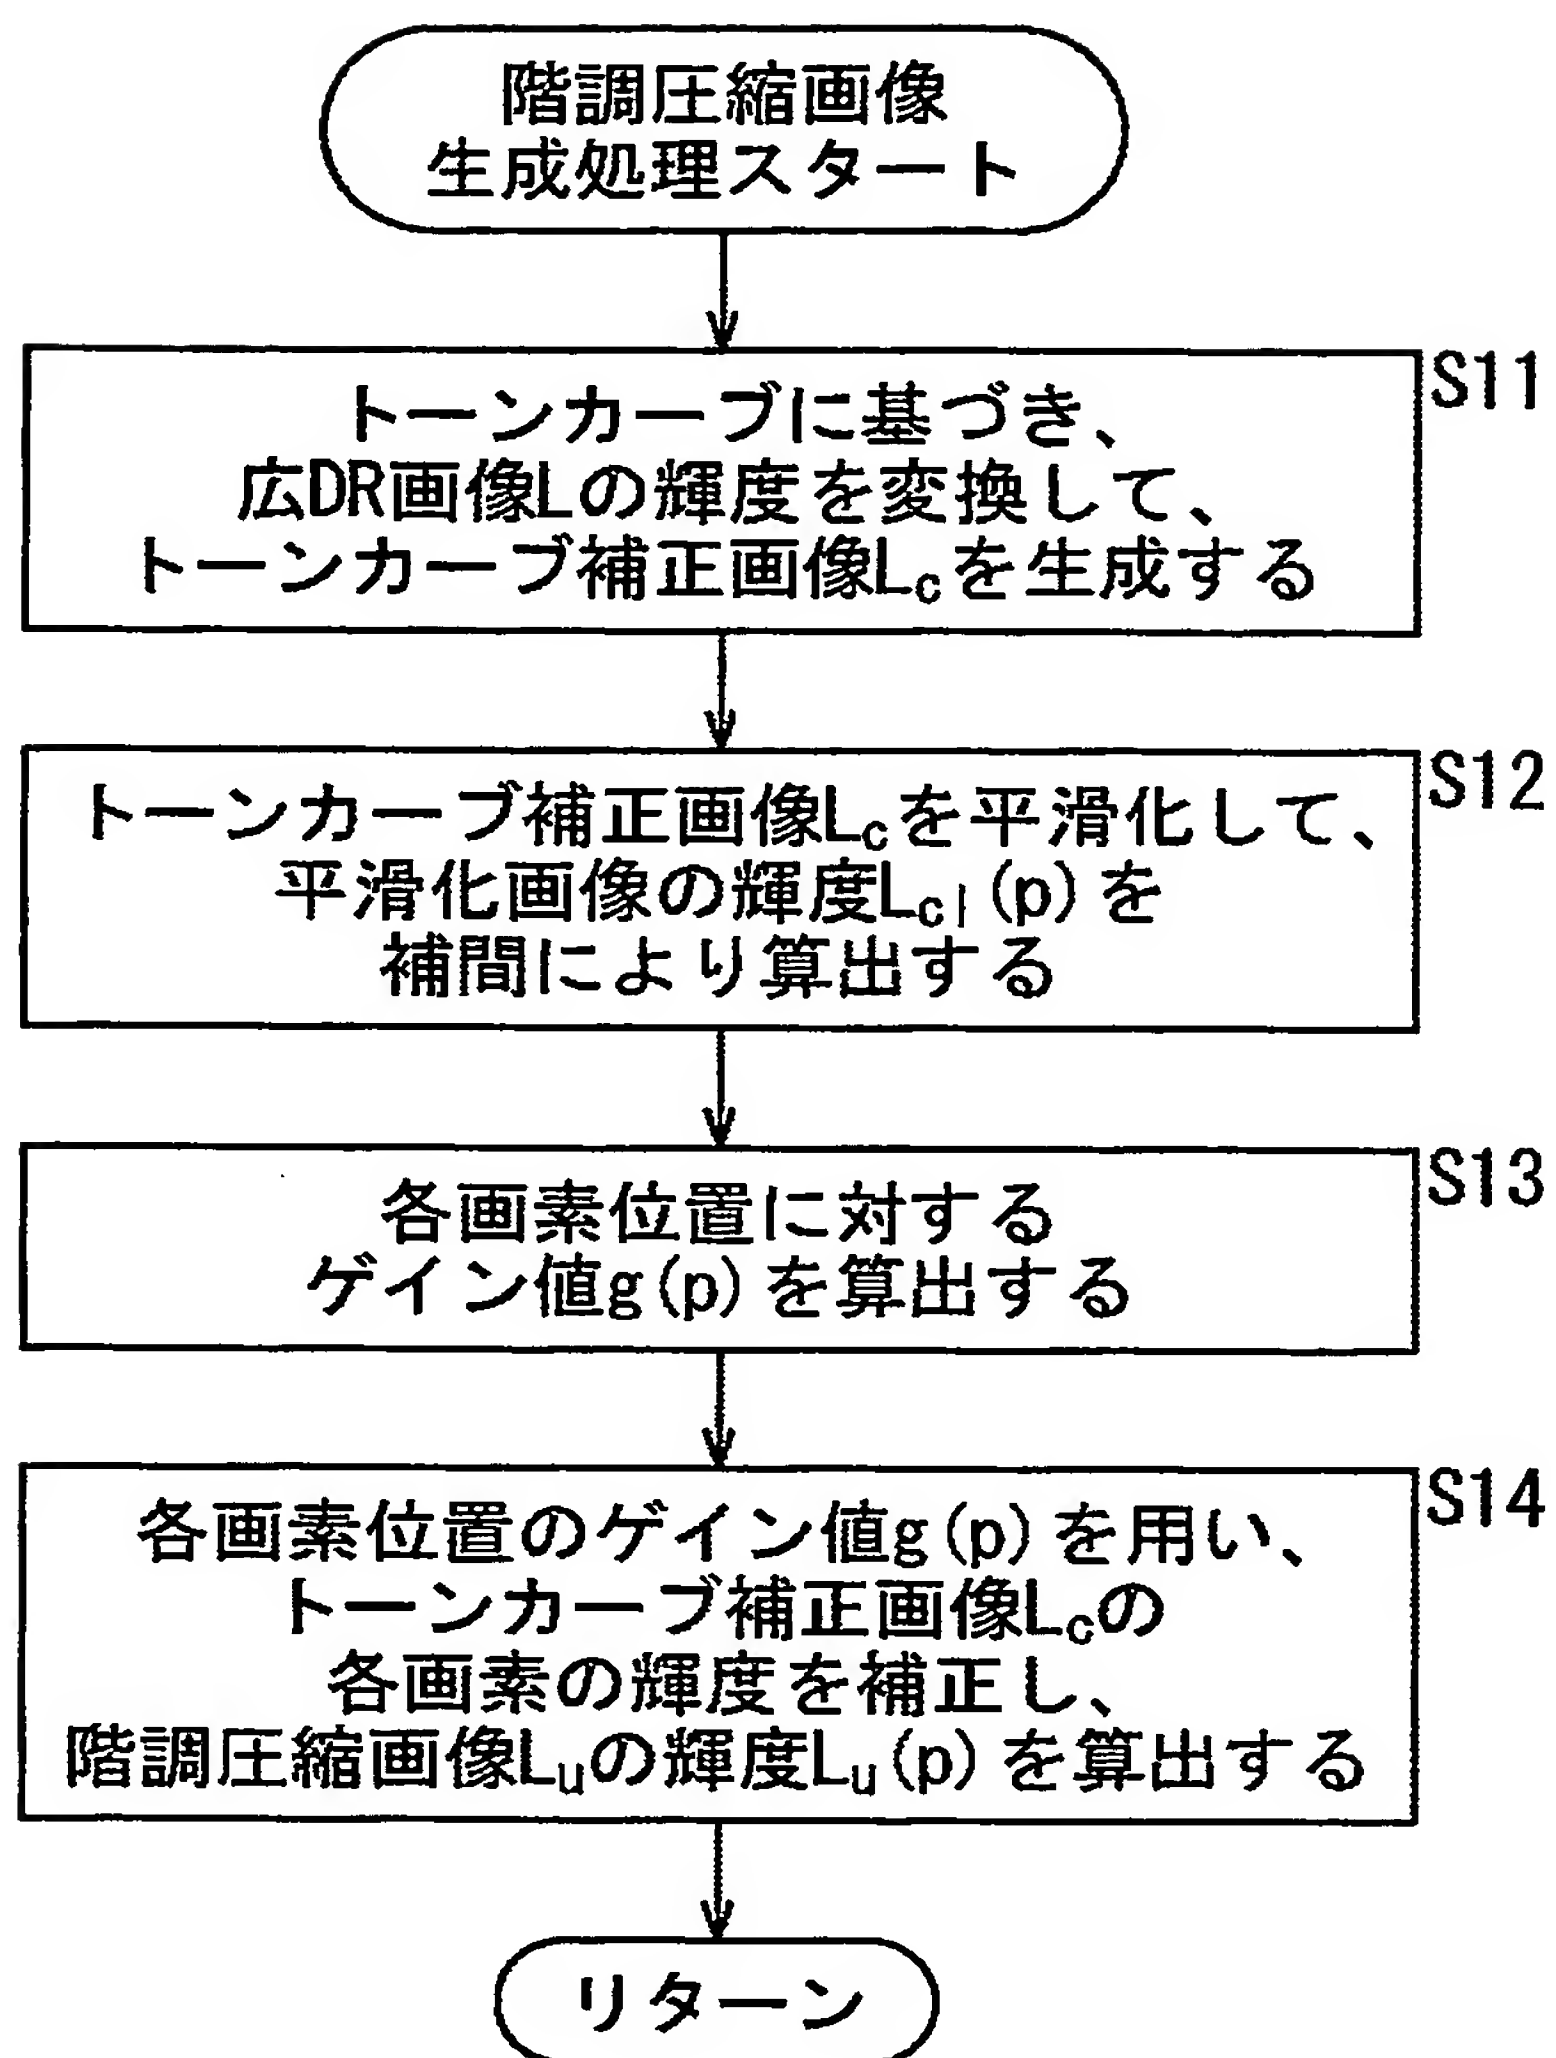 階調圧縮画像
生成処理スタート
S11
トーンカーブに基づき、
広DR画像Lの輝度を変換して、
トーンカーブ補正画像Lcを生成する
S12
トーンカーブ補正画像Lcを平滑化して、
平滑化画像の輝度Lcl(p)を
補間により算出する
S13
各画素位置に対する
ゲイン値g(p)を算出する
S14
各画素位置のゲイン値g(p)を用い、
トーンカーブ補正画像Lcの
各画素の輝度を補正し、
階調圧縮画像Luの輝度Lu(p)を算出する
リターン